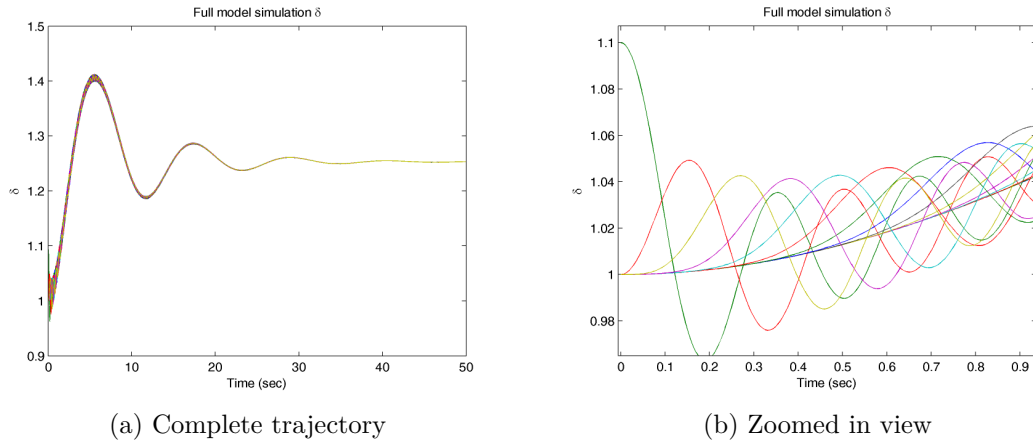 Full model simulation δ
1.5
1.4
1.3
1.2
1.1
1
0.9
δ
0 10 20 30 40 50
Time (sec)
(a) Complete trajectory
Full model simulation δ
1.1
1.08
1.06
1.04
1.02
1
0.98
δ
0 0.1 0.2 0.3 0.4 0.5 0.6 0.7 0.8 0.9
Time (sec)
(b) Zoomed in view